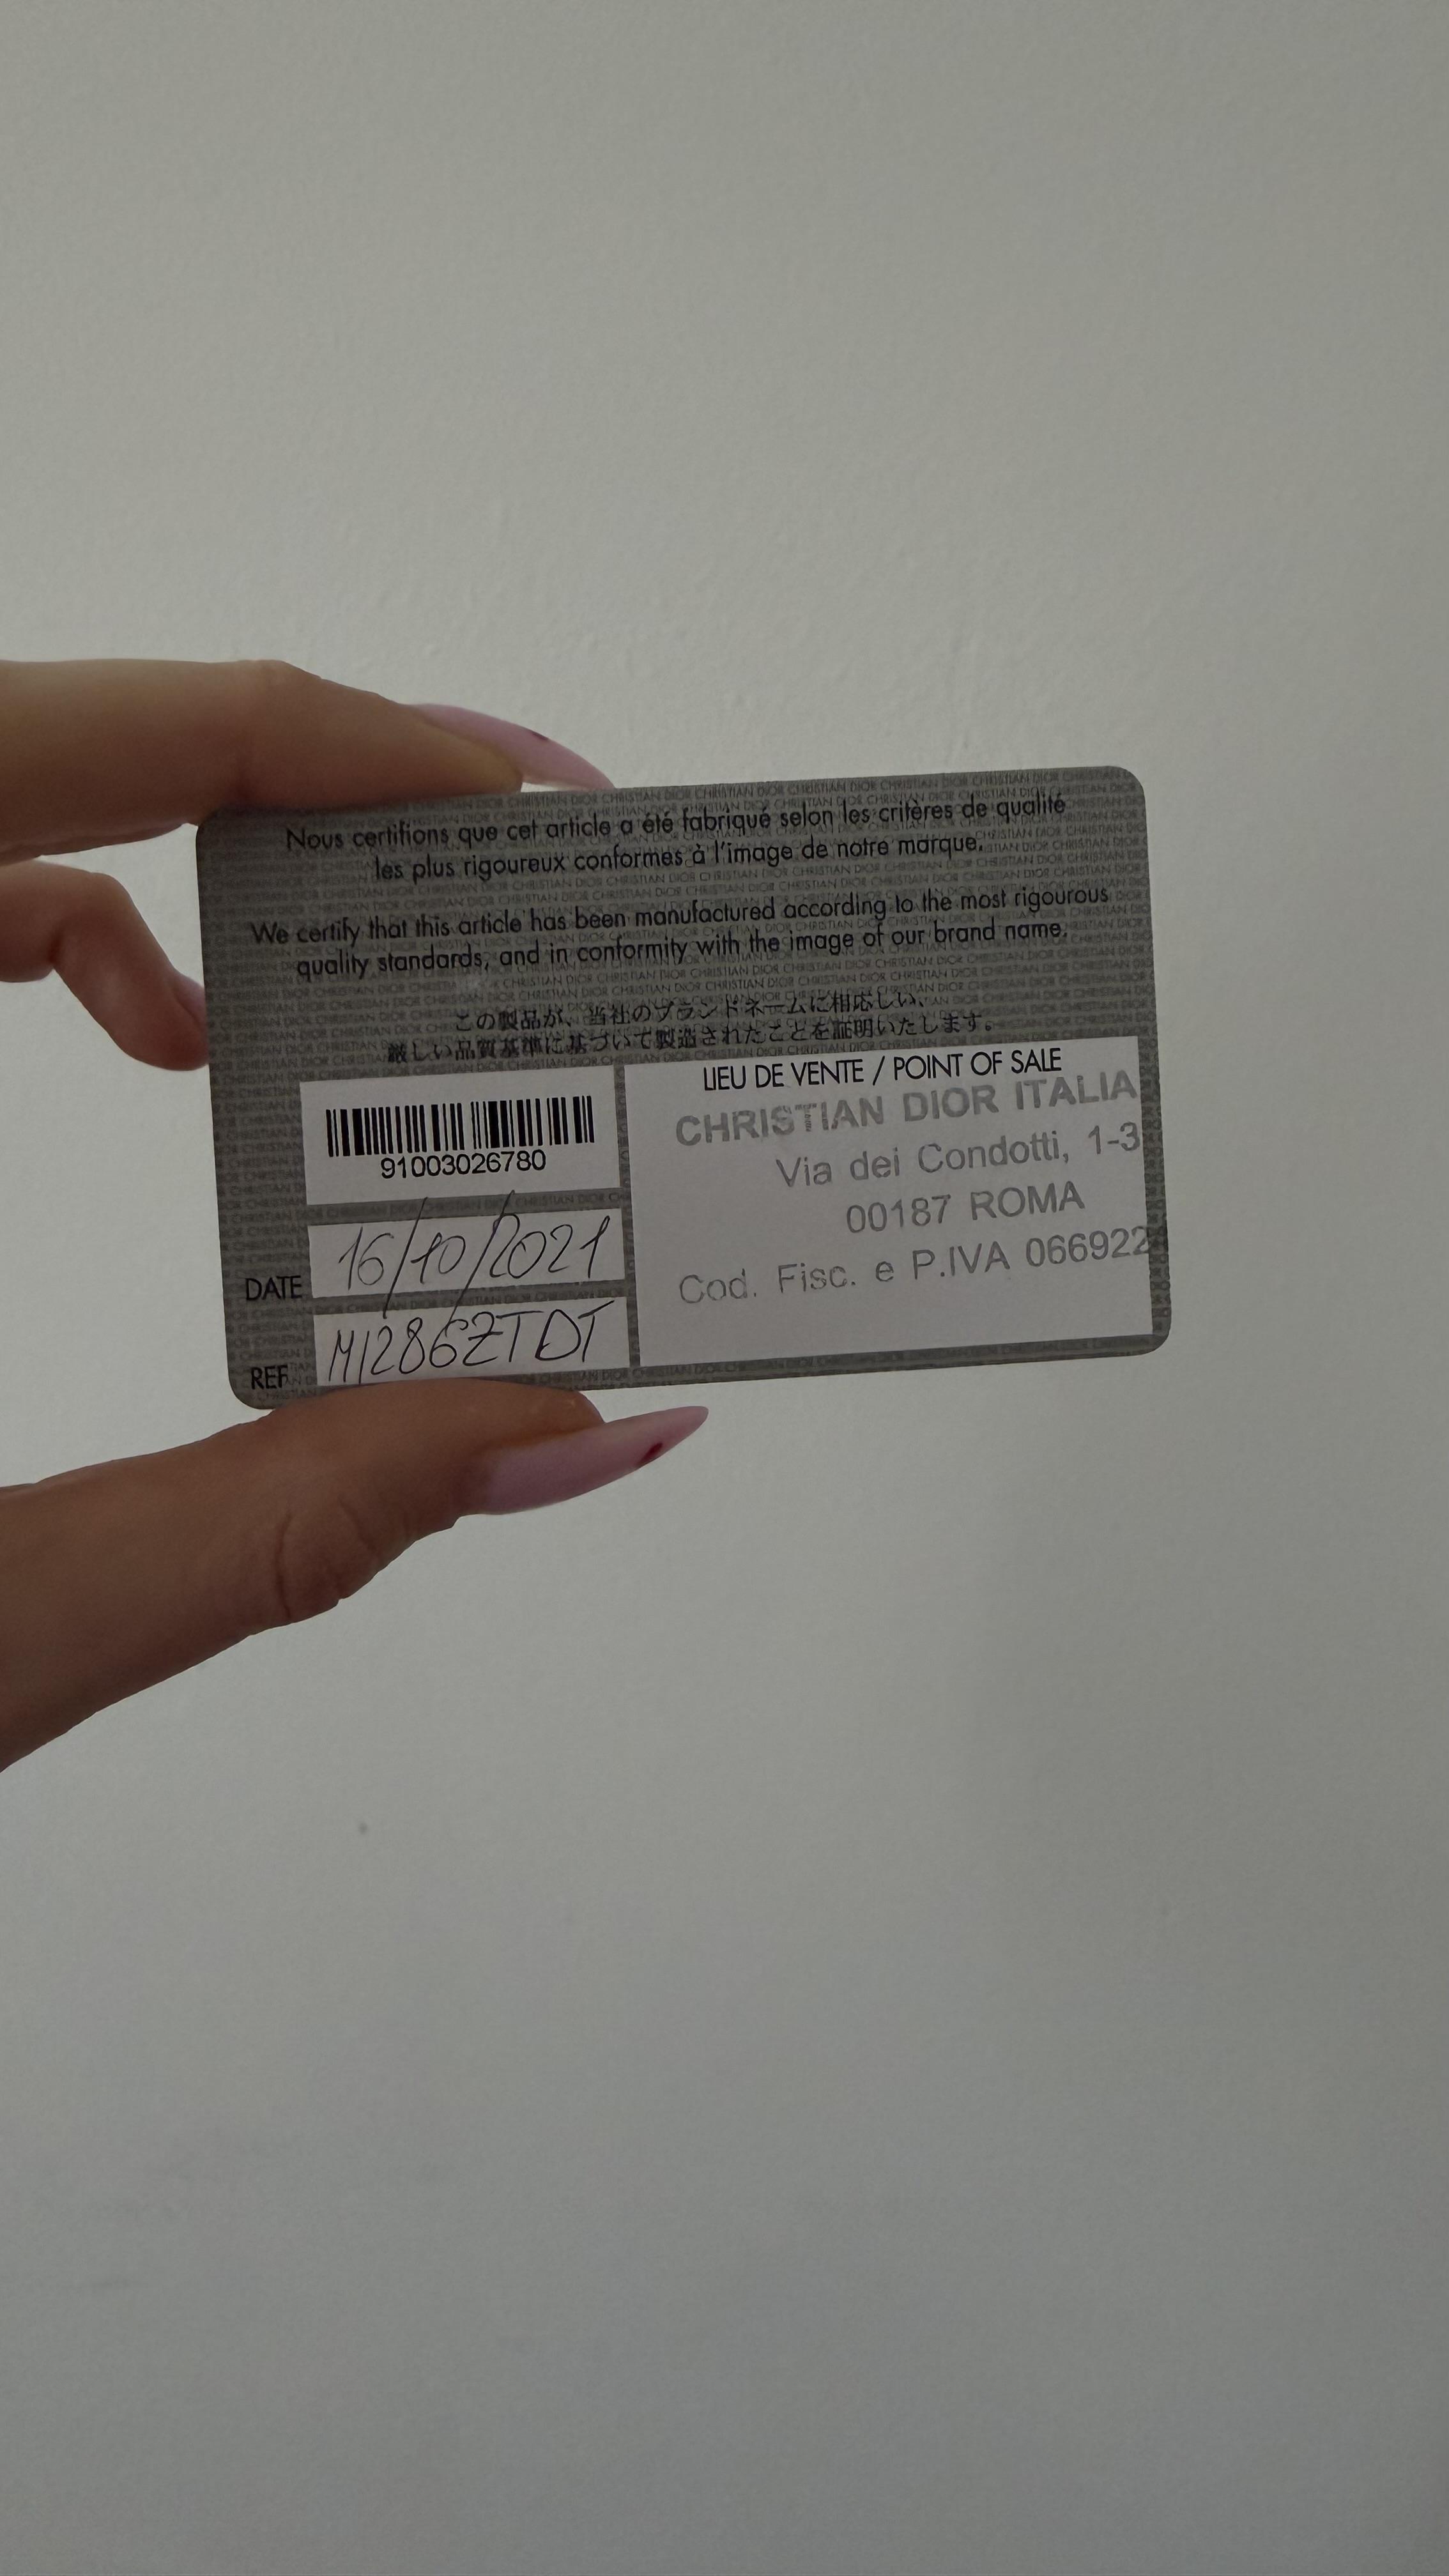 Nous certifions que cet article a été fabriqué selon les critères de qualité
les plus rigoureux conformes à l'image de notre marque.
We certify that this article has been manufactured according to the most rigourous
quality standards, and in conformity with the image of our brand name.
この製品が、当社のブランドネームに相応しい、
厳しい品質基準に基づいて製造されたことを証明いたします。
91003026780
DATE 16/10/2021
REF M1286ZTDT
LIEU DE VENTE / POINT OF SALE
CHRISTIAN DIOR ITALIA
Via dei Condotti, 1-3
00187 ROMA
Cod. Fisc. e P.IVA 066922